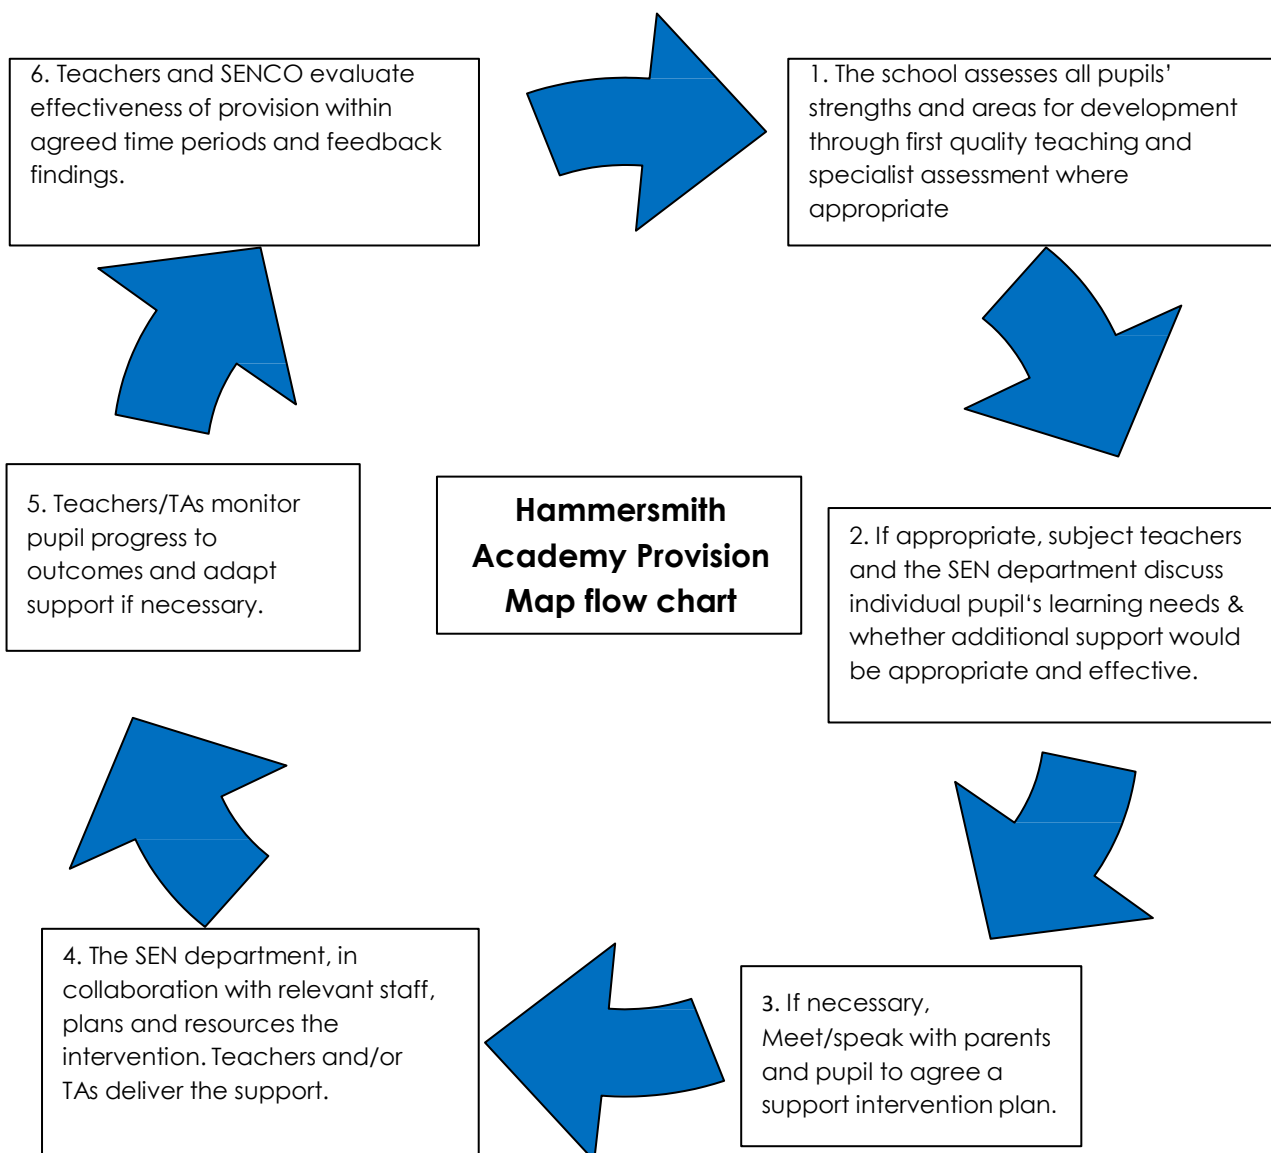 6. Teachers and SENCO evaluate
effectiveness of provision within
agreed time periods and feedback
findings.
1. The school assesses all pupils’
strengths and areas for development
through first quality teaching and
specialist assessment where
appropriate
5. Teachers/TAs monitor
pupil progress to
outcomes and adapt
support if necessary.
Hammersmith
Academy Provision
Map flow chart
2. If appropriate, subject teachers
and the SEN department discuss
individual pupil‘s learning needs &
whether additional support would
be appropriate and effective.
4. The SEN department, in
collaboration with relevant staff,
plans and resources the
intervention. Teachers and/or
TAs deliver the support.
3. If necessary,
Meet/speak with parents
and pupil to agree a
support intervention plan.